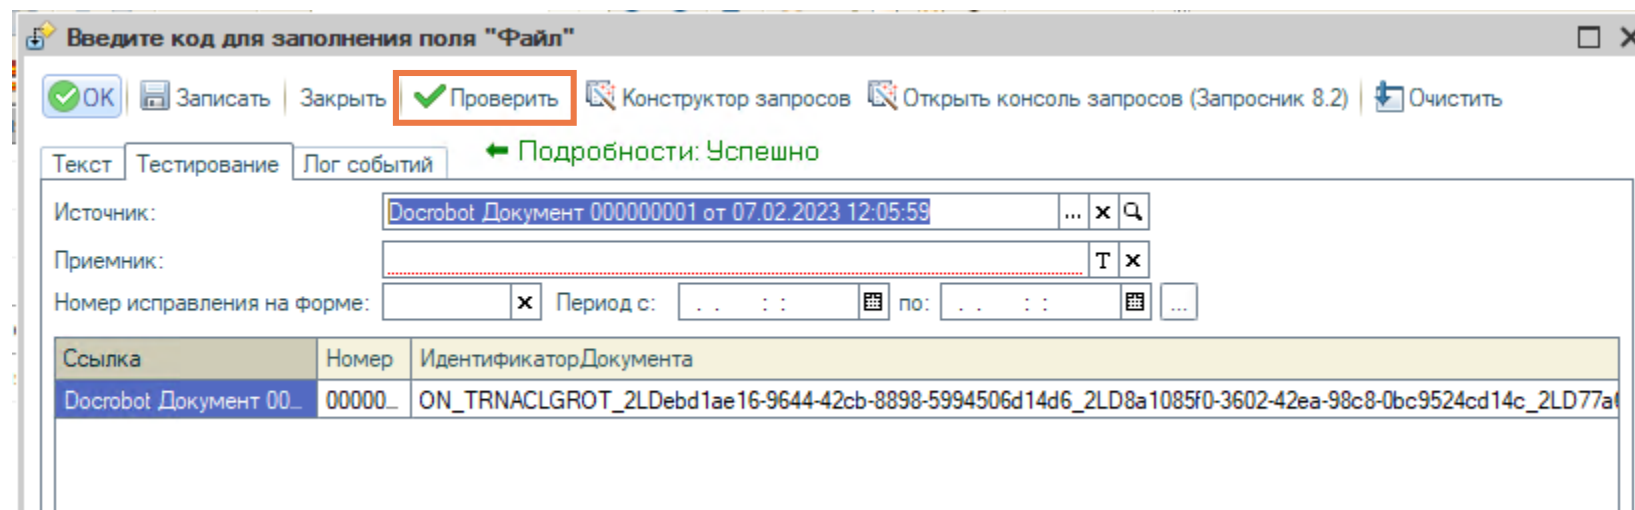 Введите код для заполнения поля "Файл"
OK Записать Закрыть Проверить Конструктор запросов Открыть консоль запросов (Запросник 8.2) Очистить
Текст Тестирование Лог событий Подробности: Успешно
Источник: Docrobot Документ 000000001 от 07.02.2023 12:05:59 ... x
Приемник: T x
Номер исправления на форме: x Период с: . . : : по: . . : : ...
Ссылка Номер ИдентификаторДокумента
Docrobot Документ 00... 00000... ON_TRNACLGROT_2LDebd1ae16-9644-42cb-8898-5994506d14d6_2LD8a1085f0-3602-42ea-98c8-0bc9524cd14c_2LD77a